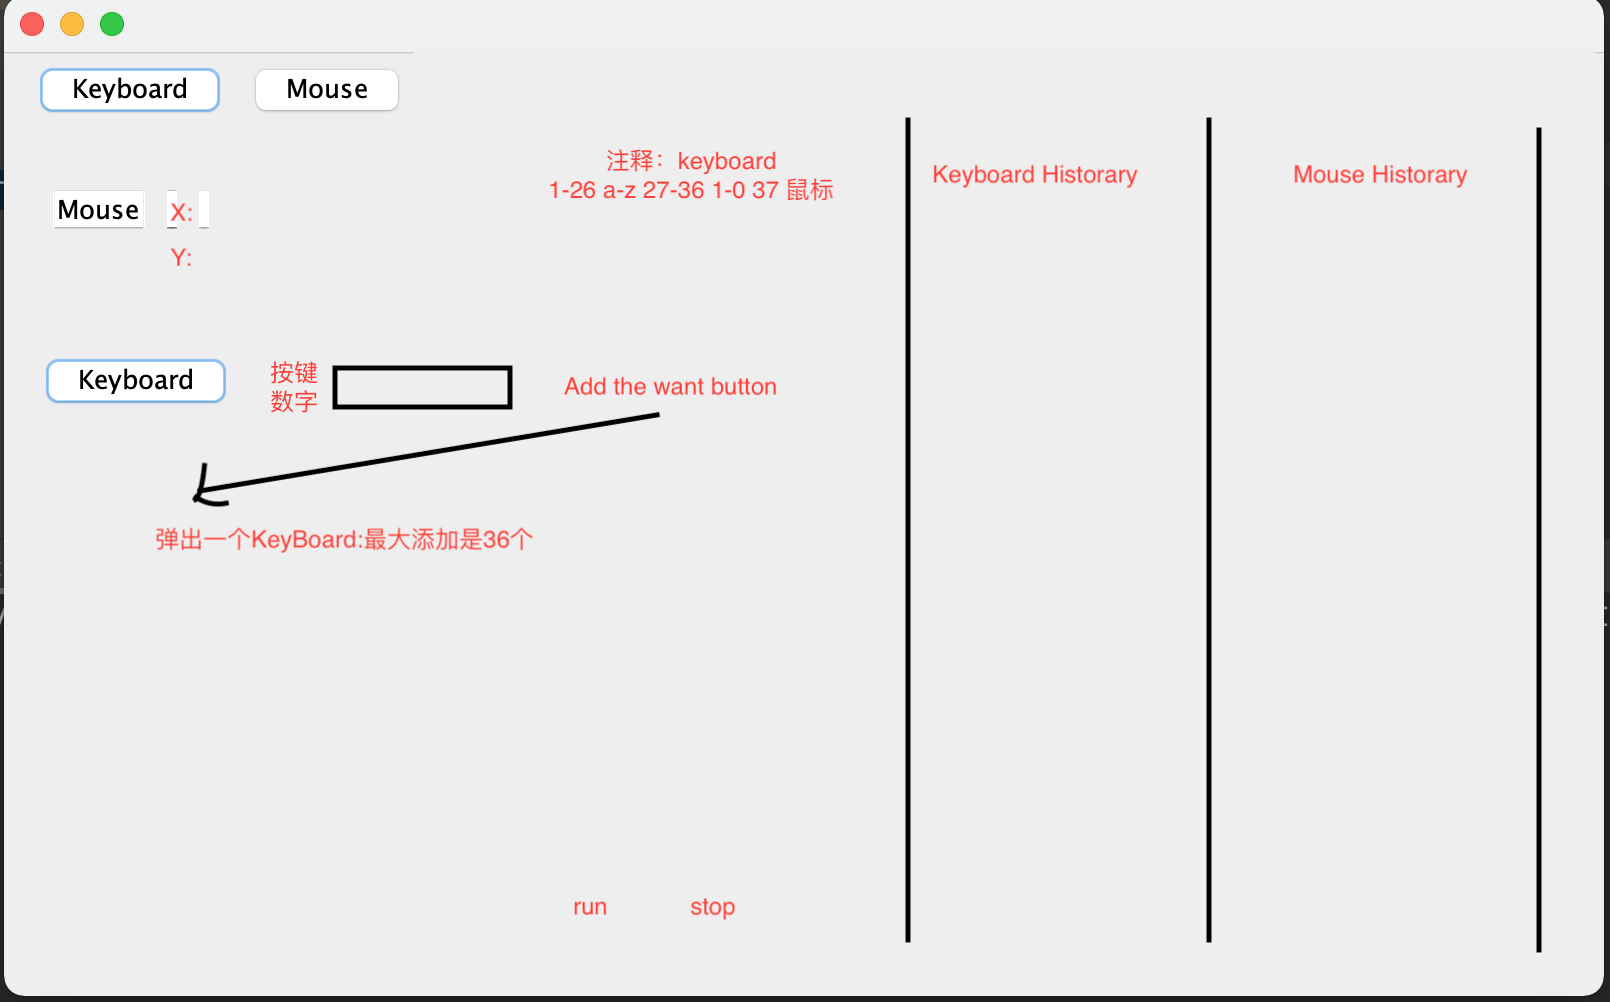 Keyboard
Mouse
注释：keyboard
1-26 a-z 27-36 1-0 37 鼠标
Keyboard Historary
Mouse Historary
Mouse
X:
Y:
Keyboard
按键
数字
Add the want button
弹出一个KeyBoard:最大添加是36个
run
stop